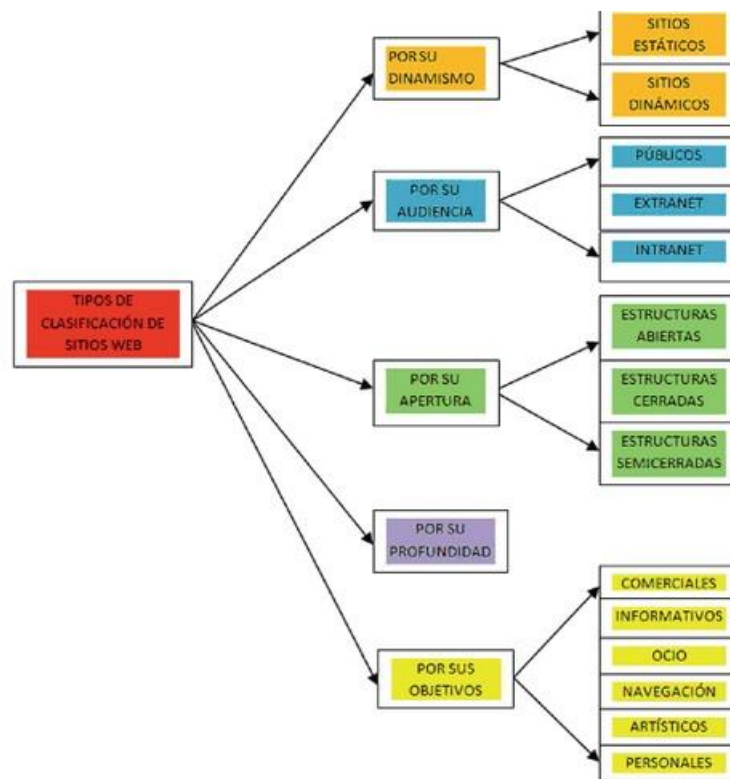 TIPOS DE
CLASIFICACIÓN DE
SITIOS WEB
POR SU
DINAMISMO
SITIOS
ESTÁTICOS
SITIOS
DINÁMICOS
POR SU
AUDIENCIA
PÚBLICOS
EXTRANET
INTRANET
POR SU
APERTURA
ESTRUCTURAS
ABIERTAS
ESTRUCTURAS
CERRADAS
ESTRUCTURAS
SEMICERRADAS
POR SU
PROFUNDIDAD
POR SUS
OBJETIVOS
COMERCIALES
INFORMATIVOS
OCIO
NAVEGACIÓN
ARTÍSTICOS
PERSONALES